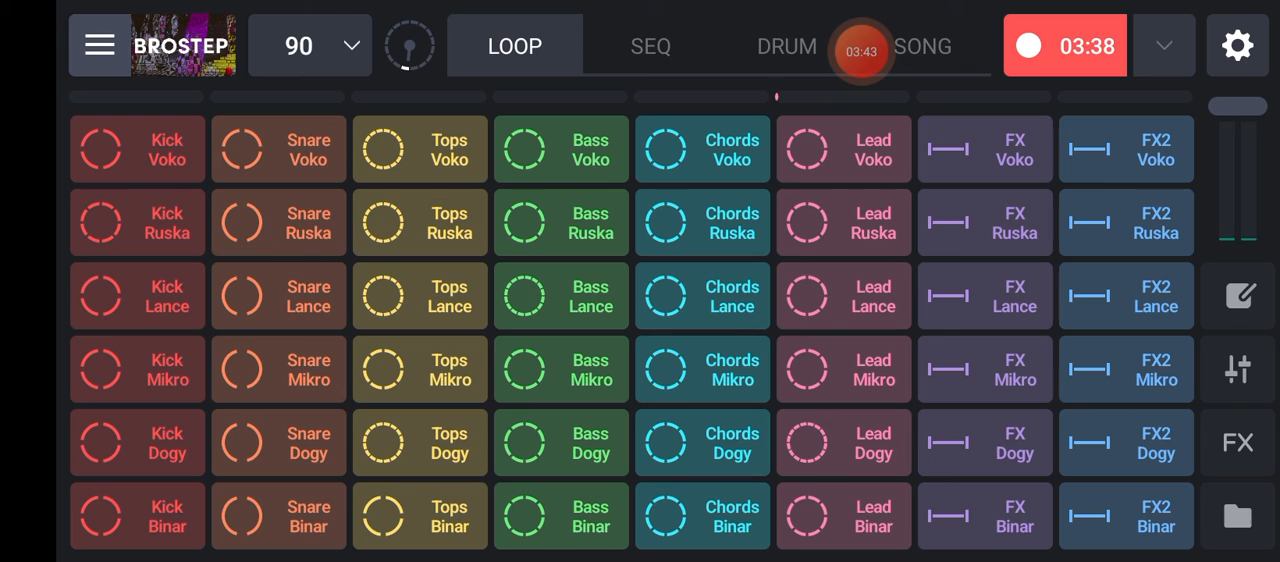 BROSTEP
90
LOOP
SEQ
DRUM
03:43
SONG
03:38
Kick
Voko
Snare
Voko
Tops
Voko
Bass
Voko
Chords
Voko
Lead
Voko
FX
Voko
FX2
Voko
Kick
Ruska
Snare
Ruska
Tops
Ruska
Bass
Ruska
Chords
Ruska
Lead
Ruska
FX
Ruska
FX2
Ruska
Kick
Lance
Snare
Lance
Tops
Lance
Bass
Lance
Chords
Lance
Lead
Lance
FX
Lance
FX2
Lance
Kick
Mikro
Snare
Mikro
Tops
Mikro
Bass
Mikro
Chords
Mikro
Lead
Mikro
FX
Mikro
FX2
Mikro
Kick
Dogy
Snare
Dogy
Tops
Dogy
Bass
Dogy
Chords
Dogy
Lead
Dogy
FX
Dogy
FX2
Dogy
FX
Kick
Binar
Snare
Binar
Tops
Binar
Bass
Binar
Chords
Binar
Lead
Binar
FX
Binar
FX2
Binar